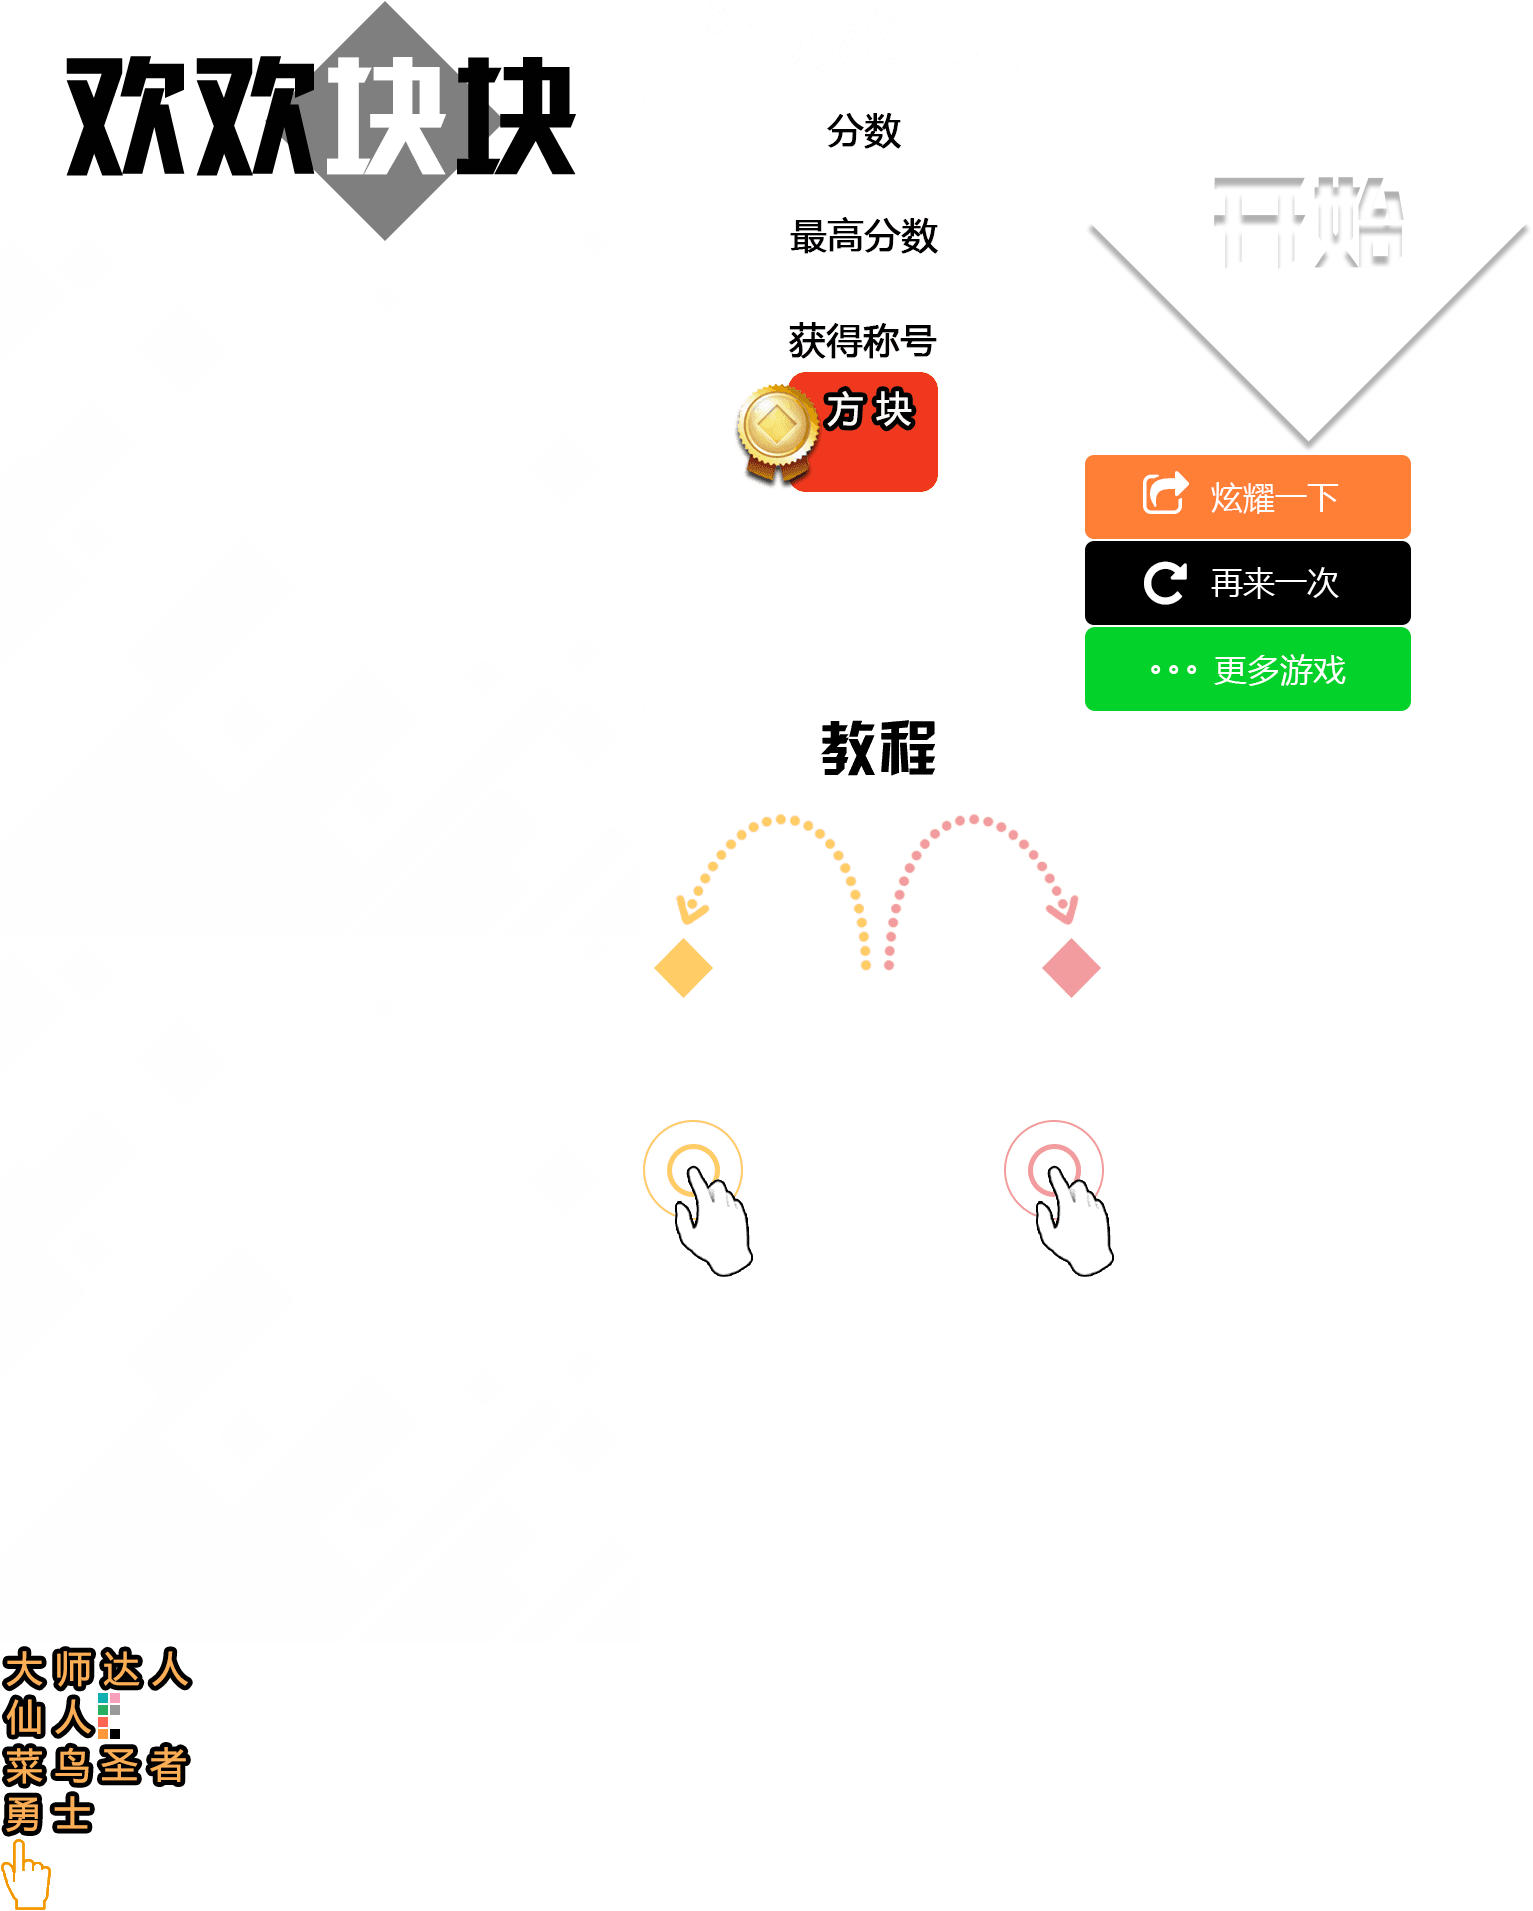 欢欢块块
分数
最高分数
开始
获得称号
方块
炫耀一下
再来一次
更多游戏
教程
大师达人
仙人
菜鸟圣者
勇士